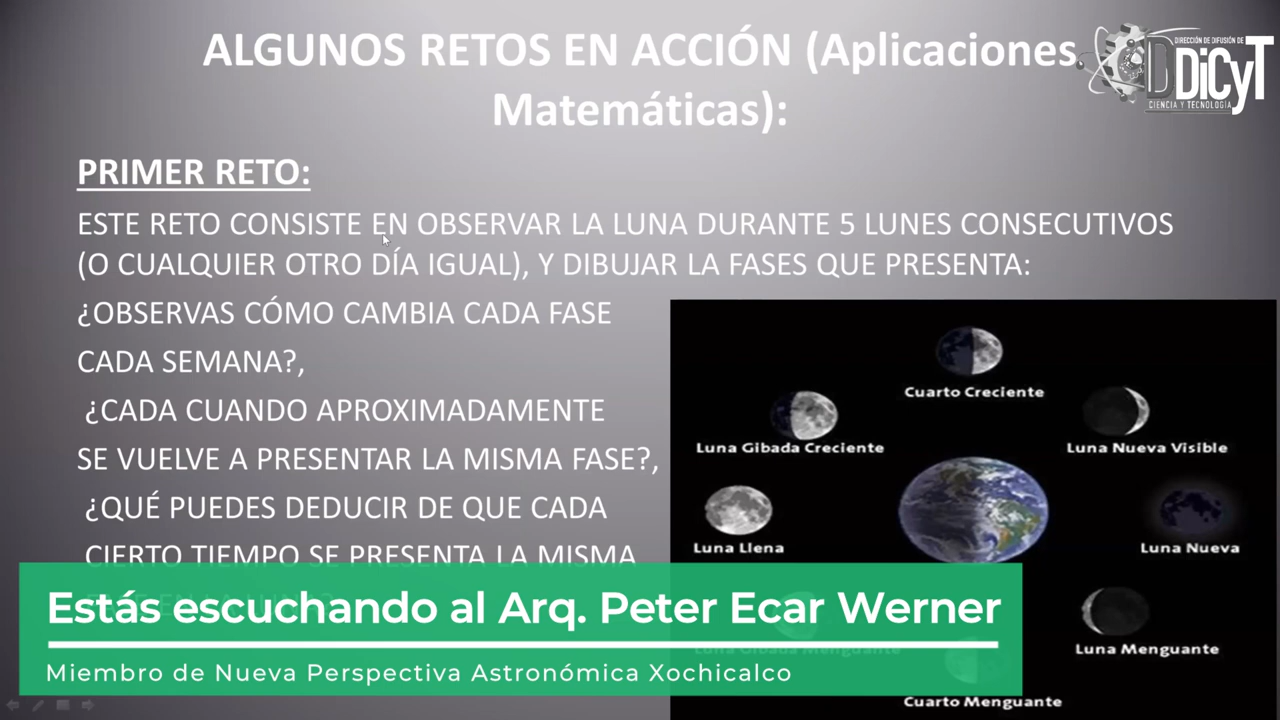 ALGUNOS RETOS EN ACCIÓN (Aplicaciones
Matemáticas):
DIRECCIÓN DE DIFUSIÓN DE
DDiCyT
CIENCIA Y TECNOLOGÍA
PRIMER RETO:
ESTE RETO CONSISTE EN OBSERVAR LA LUNA DURANTE 5 LUNES CONSECUTIVOS
(O CUALQUIER OTRO DÍA IGUAL), Y DIBUJAR LA FASES QUE PRESENTA:
¿OBSERVAS CÓMO CAMBIA CADA FASE
CADA SEMANA?,
¿CADA CUANDO APROXIMADAMENTE
SE VUELVE A PRESENTAR LA MISMA FASE?,
¿QUÉ PUEDES DEDUCIR DE QUE CADA
CIERTO TIEMPO SE PRESENTA LA MISMA
Cuarto Creciente
Luna Gibada Creciente
Luna Nueva Visible
Luna Llena
Luna Nueva
Luna Gibada Menguante
Luna Menguante
Cuarto Menguante
Estás escuchando al Arq. Peter Ecar Werner
Miembro de Nueva Perspectiva Astronómica Xochicalco